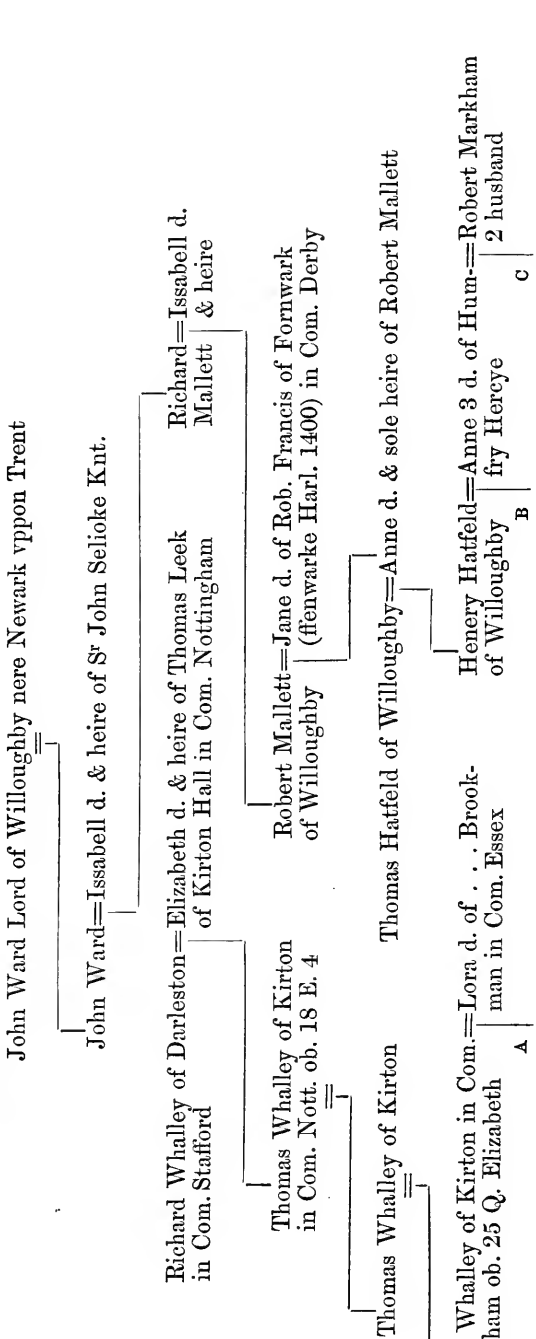 John Ward Lord of Willoughby nere Newark vppon Trent
John Ward=Issabell d. & heire of Sr John Selioke Knt.
Richard Whalley of Darleston=Elizabeth d. & heire of Thomas Leek
in Com. Stafford
of Kirton Hall in Com. Nottingham
Richard=Issabell d.
Mallett & heire
Thomas Whalley of Kirton
in Com. Nott. ob. 18 E. 4
Robert Mallett=Jane d. of Rob. Francis of Fornwark
of Willoughby
(ffenwarke Harl. 1400) in Com. Derby
Thomas Whalley of Kirton
Thomas Hatfeld of Willoughby=Anne d. & sole heire of Robert Mallett
Whalley of Kirton in Com.=Lora d. of . . . Brook-
ham ob. 25 Q. Elizabeth
man in Com. Essex
A
Henery Hatfeld=Anne 3 d. of Hum-=Robert Markham
of Willoughby
fry Hercye
2 husband
B
C